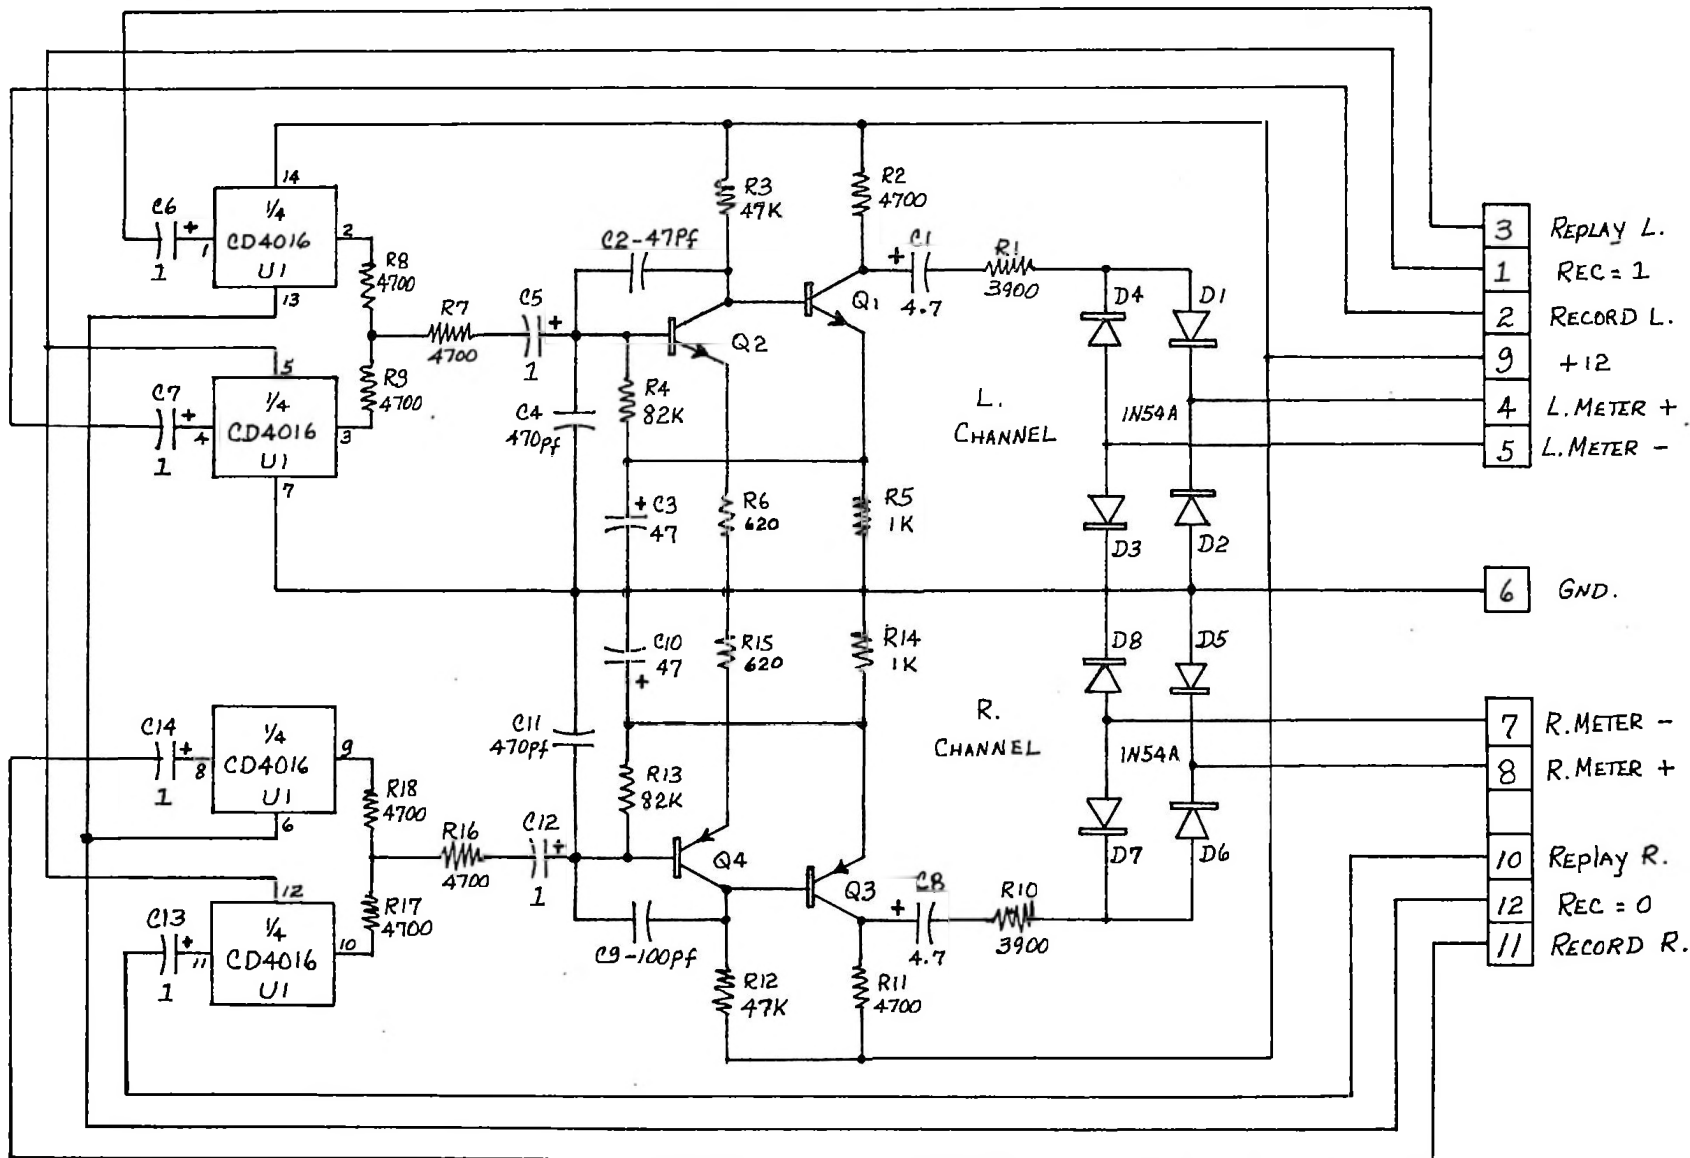 14
C6
+
1
1
1/4
CD4016
U1
2
13
R8
4700
5
C7
+
4
1
1/4
CD4016
U1
3
7
R9
4700
R7
4700
C5
+
1
C2-47Pf
R3
47K
R2
4700
Q2
Q1
+
C1
4.7
R1
3900
D4
D1
R4
82K
C4
470pf
L.
CHANNEL
1N54A
+
C3
47
R6
620
R5
1K
D3
D2
C10
47
+
R15
620
R14
1K
D8
D5
C11
470pf
R.
CHANNEL
1N54A
R13
82K
D7
D6
C14
+
8
1
1/4
CD4016
U1
9
6
R18
4700
R16
4700
C12
+
1
Q4
Q3
12
C13
+
11
1
1/4
CD4016
U1
10
R17
4700
C9-100pf
+
C8
4.7
R10
3900
R12
47K
R11
4700
3 REPLAY L.
1 REC = 1
2 RECORD L.
9 +12
4 L.METER +
5 L.METER -
6 GND.
7 R.METER -
8 R.METER +
10 REPlAY R.
12 REC = 0
11 RECORD R.